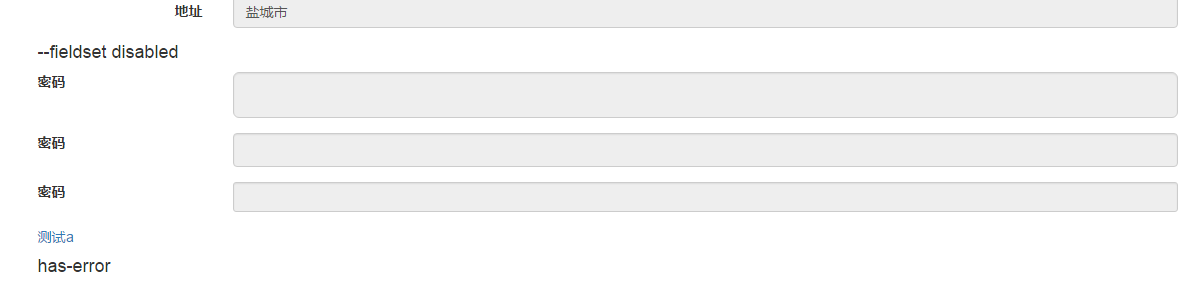 地址 盐城市
--fieldset disabled
密码
密码
密码
测试a
has-error